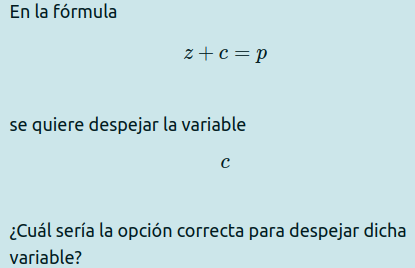 En la fórmula
z + c = p
se quiere despejar la variable
c
¿Cuál sería la opción correcta para despejar dicha
variable?